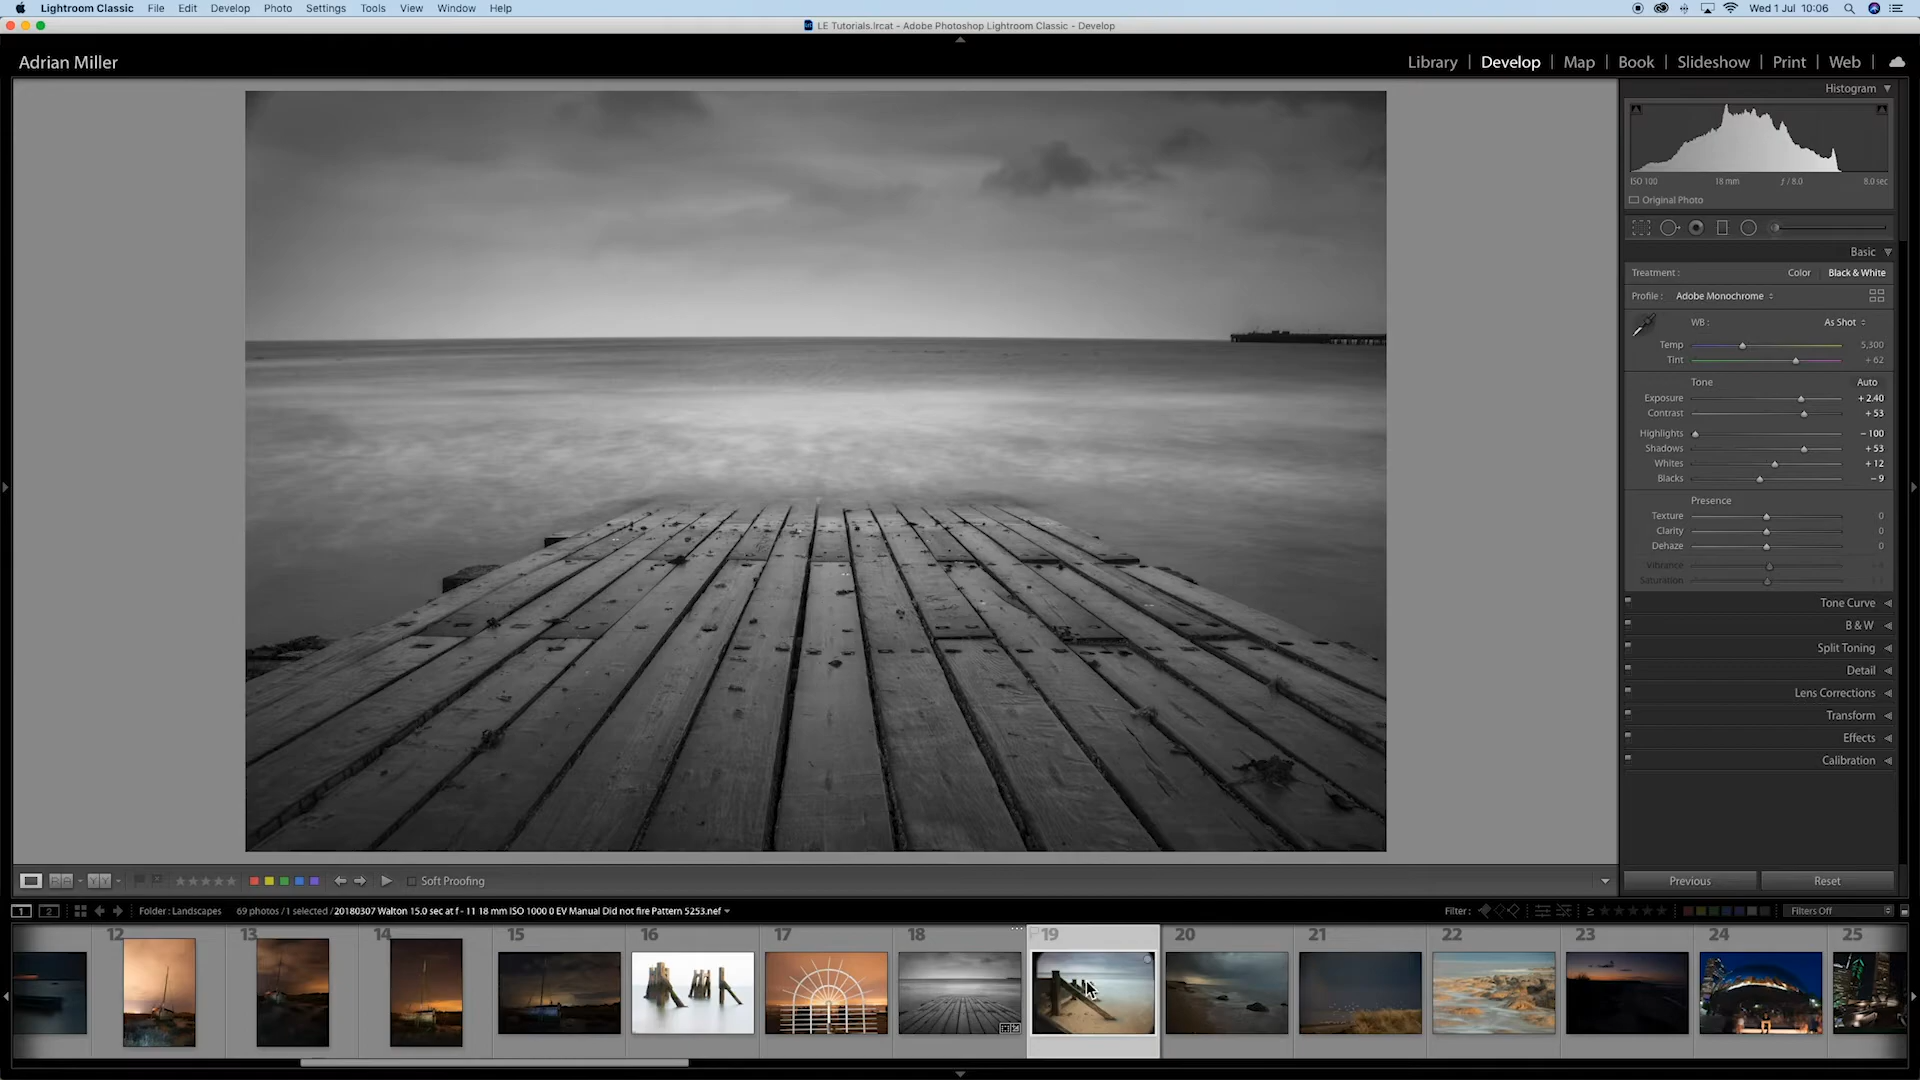 Lightroom Classic File Edit Develop Photo Settings Tools View Window Help Wed 1 Jul 10:06
LE Tutorials.lrcat - Adobe Photoshop Lightroom Classic - Develop
Adrian Miller
Library | Develop | Map | Book | Slideshow | Print | Web
Histogram
ISO 100 18 mm ƒ / 8.0 8.0 sec
Original Photo
Basic
Treatment : Color Black & White
Profile : Adobe Monochrome
WB : As Shot
Temp 5,300
Tint + 62
Tone Auto
Exposure + 2.40
Contrast + 53
Highlights − 100
Shadows + 53
Whites + 12
Blacks − 9
Presence
Texture 0
Clarity 0
Dehaze 0
Vibrance
Saturation
Tone Curve
B & W
Split Toning
Detail
Lens Corrections
Transform
Effects
Calibration
Soft Proofing
Previous Reset
1 2 Folder : Landscapes 69 photos / 1 selected / 20180307 Walton 15.0 sec at f - 11 18 mm ISO 1000 0 EV Manual Did not fire Pattern 5253.nef Filter : ≥ Filters Off
12 13 14 15 16 17 18 19 20 21 22 23 24 25